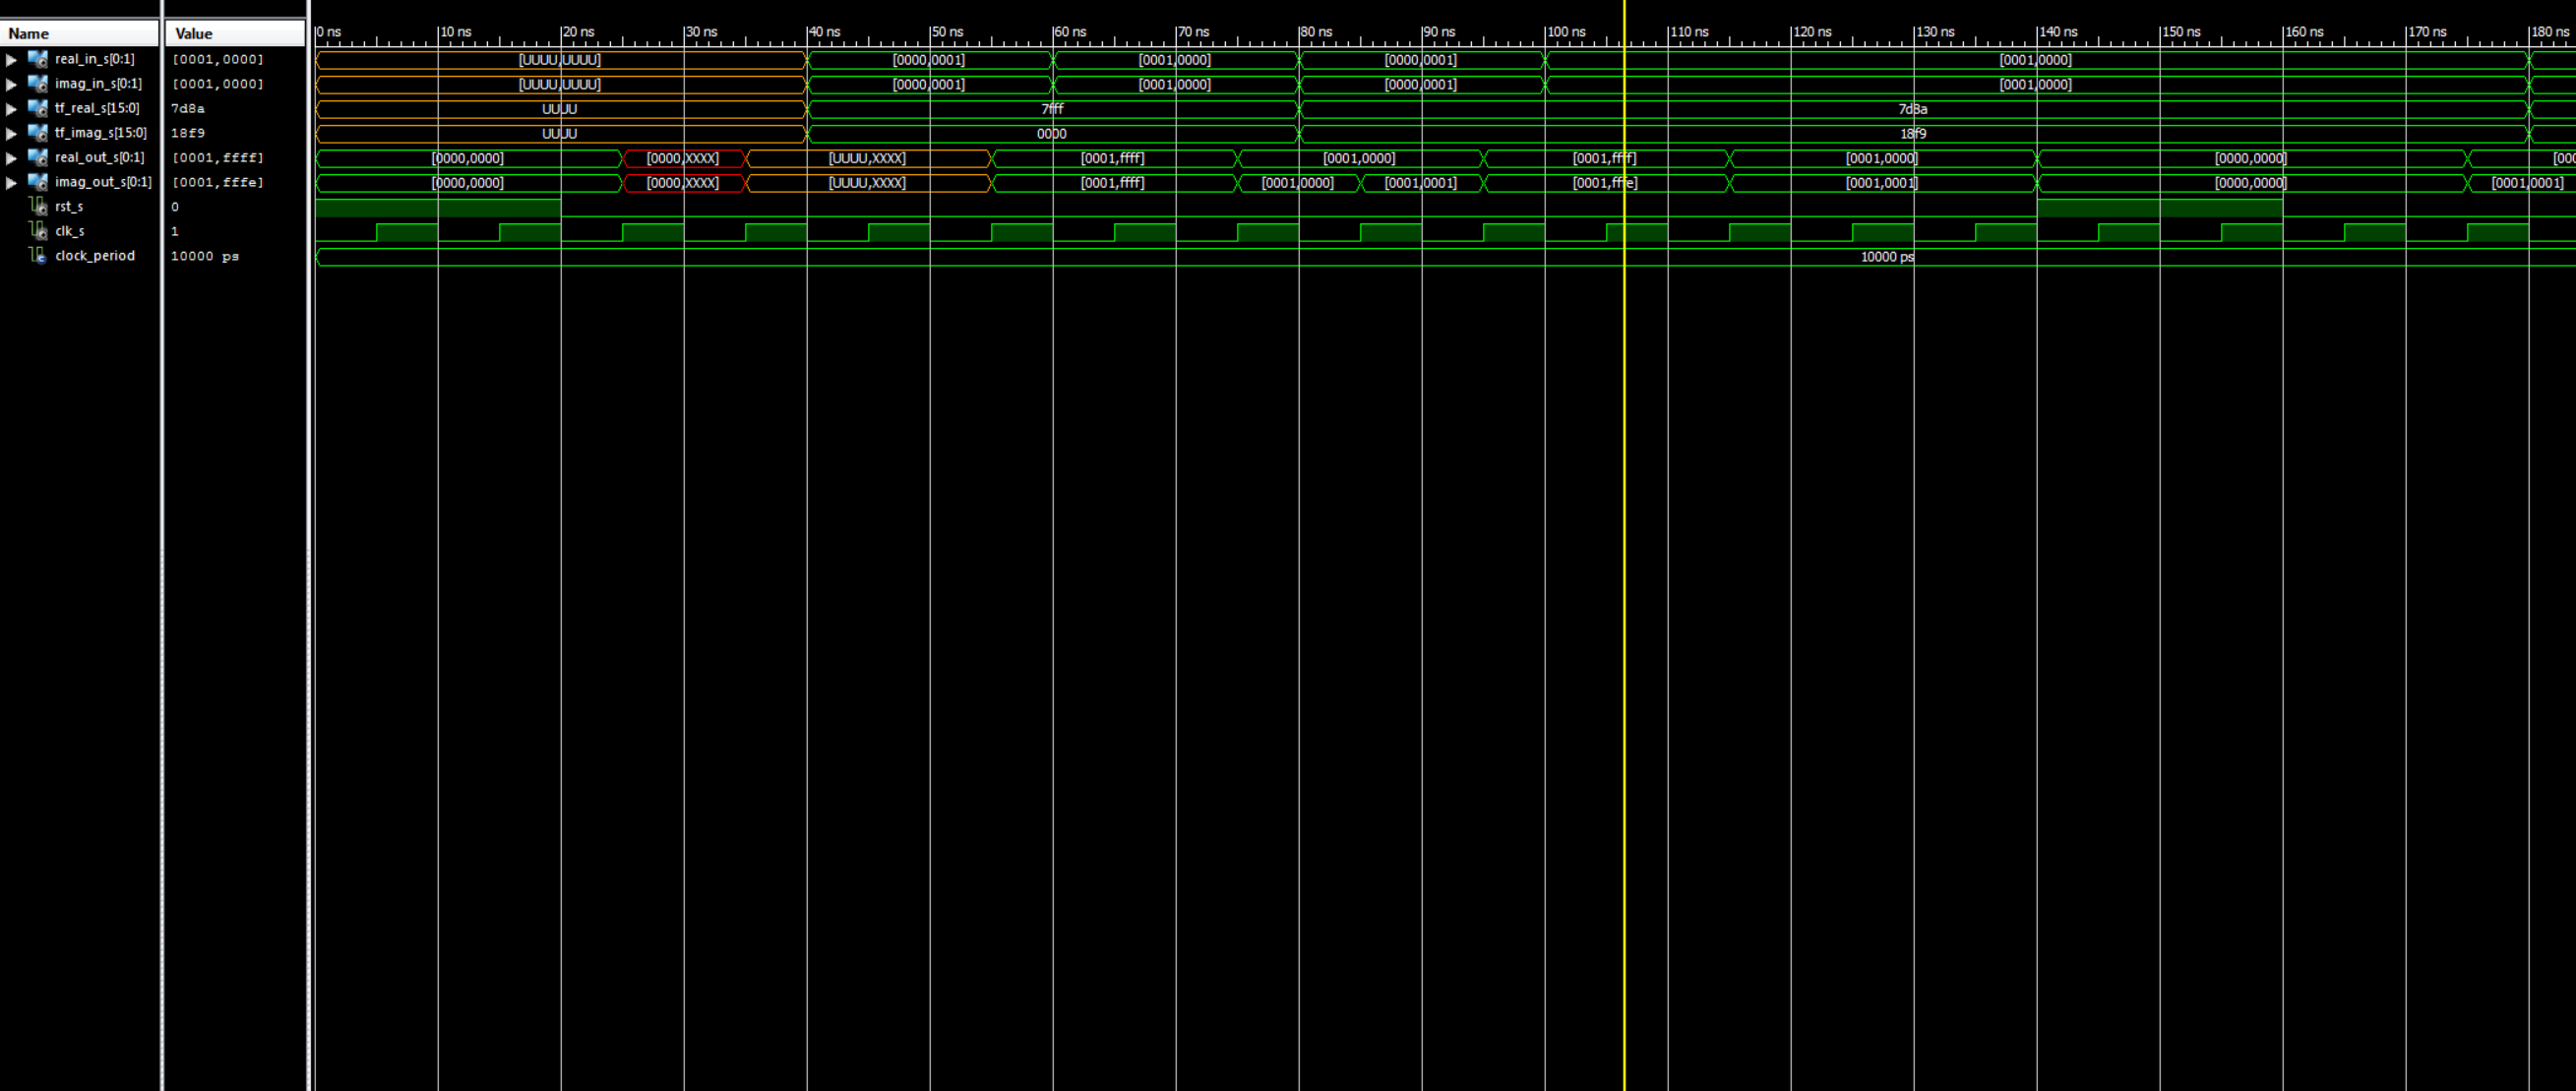 Name Value 0 ns 10 ns 20 ns 30 ns 40 ns 50 ns 60 ns 70 ns 80 ns 90 ns 100 ns 110 ns 120 ns 130 ns 140 ns 150 ns 160 ns 170 ns 180 ns
real_in_s[0:1] [0001,0000] [UUUU,UUUU] [0000,0001] [0001,0000] [0000,0001] [0001,0000]
imag_in_s[0:1] [0001,0000] [UUUU,UUUU] [0000,0001] [0001,0000] [0000,0001] [0001,0000]
tf_real_s[15:0] 7d8a UUUU 7fff 7d8a
tf_imag_s[15:0] 18f9 UUUU 0000 18f9
real_out_s[0:1] [0001,ffff] [0000,0000] [0000,XXXX] [UUUU,XXXX] [0001,ffff] [0001,0000] [0001,ffff] [0001,0000] [0000,0000] [000
imag_out_s[0:1] [0001,fffe] [0000,0000] [0000,XXXX] [UUUU,XXXX] [0001,ffff] [0001,0000] [0001,0001] [0001,fffe] [0001,0001] [0000,0000] [0001,0001]
rst_s 0
clk_s 1
clock_period 10000 ps 10000 ps